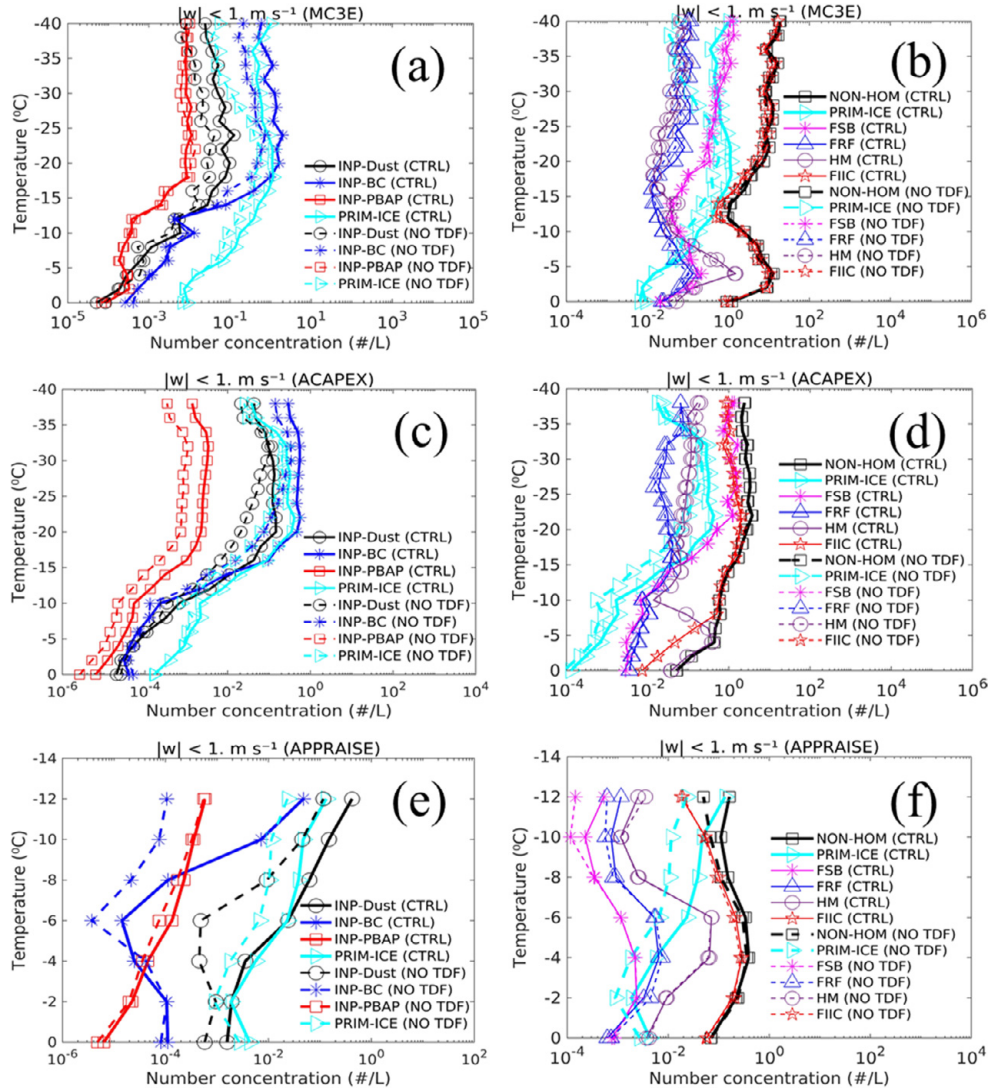 |w| < 1. m s⁻¹ (MC3E)
(a)
Temperature (⁰C)
-40
-35
-30
-25
-20
-15
-10
-5
0
INP-Dust (CTRL)
INP-BC (CTRL)
INP-PBAP (CTRL)
PRIM-ICE (CTRL)
INP-Dust (NO TDF)
INP-BC (NO TDF)
INP-PBAP (NO TDF)
PRIM-ICE (NO TDF)
10⁻⁵ 10⁻³ 10⁻¹ 10¹ 10³ 10⁵
Number concentration (#/L)
|w| < 1. m s⁻¹ (MC3E)
(b)
Temperature (⁰C)
-40
-35
-30
-25
-20
-15
-10
-5
0
NON-HOM (CTRL)
PRIM-ICE (CTRL)
FSB (CTRL)
FRF (CTRL)
HM (CTRL)
FIIC (CTRL)
NON-HOM (NO TDF)
PRIM-ICE (NO TDF)
FSB (NO TDF)
FRF (NO TDF)
HM (NO TDF)
FIIC (NO TDF)
10⁻⁴ 10⁻² 10⁰ 10² 10⁴ 10⁶
Number concentration (#/L)
|w| < 1. m s⁻¹ (ACAPEX)
(c)
Temperature (⁰C)
-40
-35
-30
-25
-20
-15
-10
-5
0
INP-Dust (CTRL)
INP-BC (CTRL)
INP-PBAP (CTRL)
PRIM-ICE (CTRL)
INP-Dust (NO TDF)
INP-BC (NO TDF)
INP-PBAP (NO TDF)
PRIM-ICE (NO TDF)
10⁻⁶ 10⁻⁴ 10⁻² 10⁰ 10² 10⁴
Number concentration (#/L)
|w| < 1. m s⁻¹ (ACAPEX)
(d)
Temperature (⁰C)
-40
-35
-30
-25
-20
-15
-10
-5
0
NON-HOM (CTRL)
PRIM-ICE (CTRL)
FSB (CTRL)
FRF (CTRL)
HM (CTRL)
FIIC (CTRL)
NON-HOM (NO TDF)
PRIM-ICE (NO TDF)
FSB (NO TDF)
FRF (NO TDF)
HM (NO TDF)
FIIC (NO TDF)
10⁻⁴ 10⁻² 10⁰ 10² 10⁴ 10⁶
Number concentration (#/L)
|w| < 1. m s⁻¹ (APPRAISE)
(e)
Temperature (⁰C)
-14
-12
-10
-8
-6
-4
-2
0
INP-Dust (CTRL)
INP-BC (CTRL)
INP-PBAP (CTRL)
PRIM-ICE (CTRL)
INP-Dust (NO TDF)
INP-BC (NO TDF)
INP-PBAP (NO TDF)
PRIM-ICE (NO TDF)
10⁻⁶ 10⁻⁴ 10⁻² 10⁰ 10²
Number concentration (#/L)
|w| < 1. m s⁻¹ (APPRAISE)
(f)
Temperature (⁰C)
-14
-12
-10
-8
-6
-4
-2
0
NON-HOM (CTRL)
PRIM-ICE (CTRL)
FSB (CTRL)
FRF (CTRL)
HM (CTRL)
FIIC (CTRL)
NON-HOM (NO TDF)
PRIM-ICE (NO TDF)
FSB (NO TDF)
FRF (NO TDF)
HM (NO TDF)
FIIC (NO TDF)
10⁻⁴ 10⁻² 10⁰ 10² 10⁴
Number concentration (#/L)